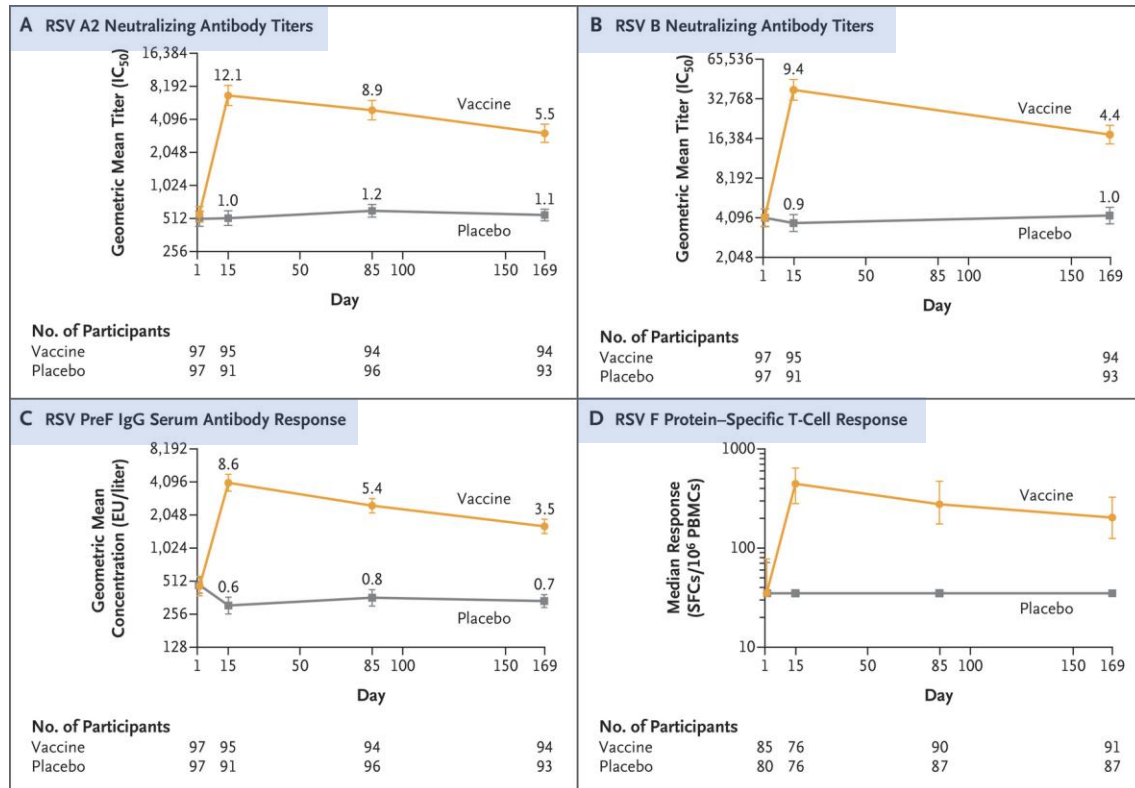 A RSV A2 Neutralizing Antibody Titers
Geometric Mean Titer (IC50)
16,384
8,192
4,096
2,048
1,024
512
256
12.1
8.9
5.5
Vaccine
1.0
1.2
1.1
Placebo
1 15 50 85 100 150 169
Day
No. of Participants
Vaccine 97 95 94 94
Placebo 97 91 96 93
B RSV B Neutralizing Antibody Titers
Geometric Mean Titer (IC50)
65,536
32,768
16,384
8,192
4,096
2,048
9.4
Vaccine
4.4
0.9
1.0
Placebo
1 15 50 85 100 150 169
Day
No. of Participants
Vaccine 97 95 94
Placebo 97 91 93
C RSV PreF IgG Serum Antibody Response
Geometric Mean
Concentration (EU/liter)
8,192
4,096
2,048
1,024
512
256
128
8.6
5.4
3.5
Vaccine
0.6
0.8
0.7
Placebo
1 15 50 85 100 150 169
Day
No. of Participants
Vaccine 97 95 94 94
Placebo 97 91 96 93
D RSV F Protein–Specific T-Cell Response
Median Response
(SFCs/10⁶ PBMCs)
1000
100
10
Vaccine
Placebo
1 15 50 85 100 150 169
Day
No. of Participants
Vaccine 85 76 90 91
Placebo 80 76 87 87